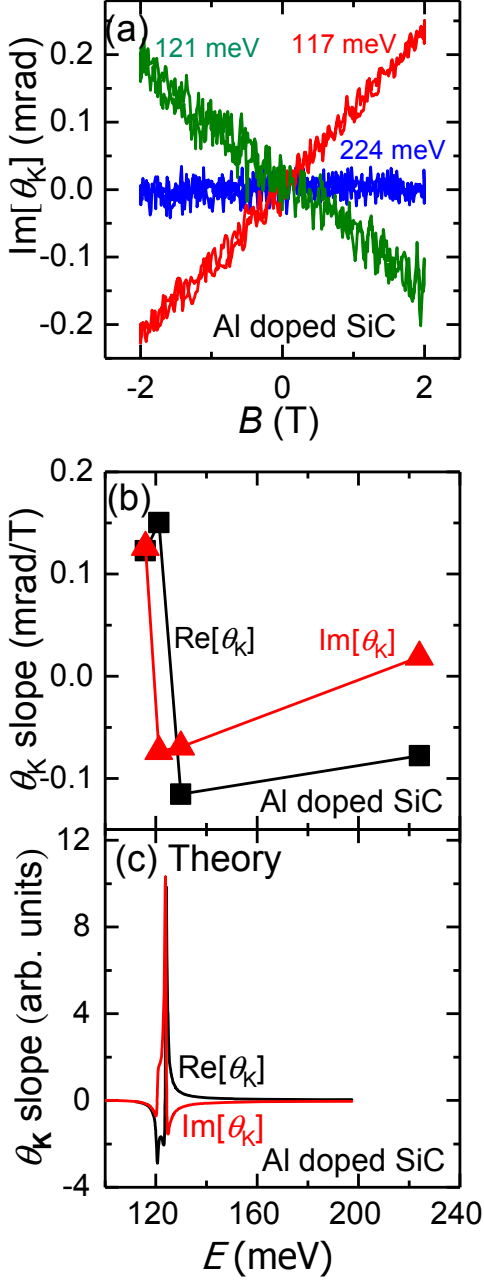 (a)
121 meV
117 meV
224 meV
Al doped SiC
Im[θK] (mrad)
0.2
0.1
0.0
-0.1
-0.2
-2
0
2
B (T)
(b)
θK slope (mrad/T)
0.2
0.1
0.0
-0.1
Re[θK]
Im[θK]
Al doped SiC
(c) Theory
θK slope (arb. units)
12
8
4
0
-4
Re[θK]
Im[θK]
Al doped SiC
120
160
200
240
E (meV)